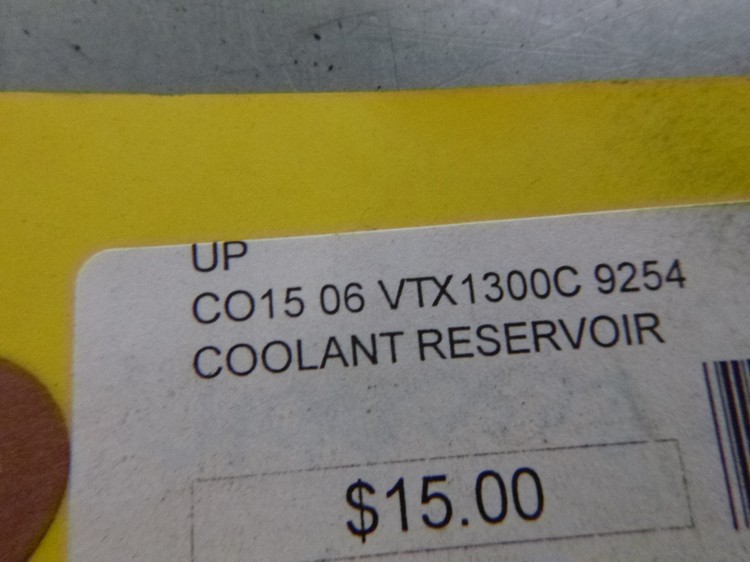 UP
CO15 06 VTX1300C 9254
COOLANT RESERVOIR
$15.00